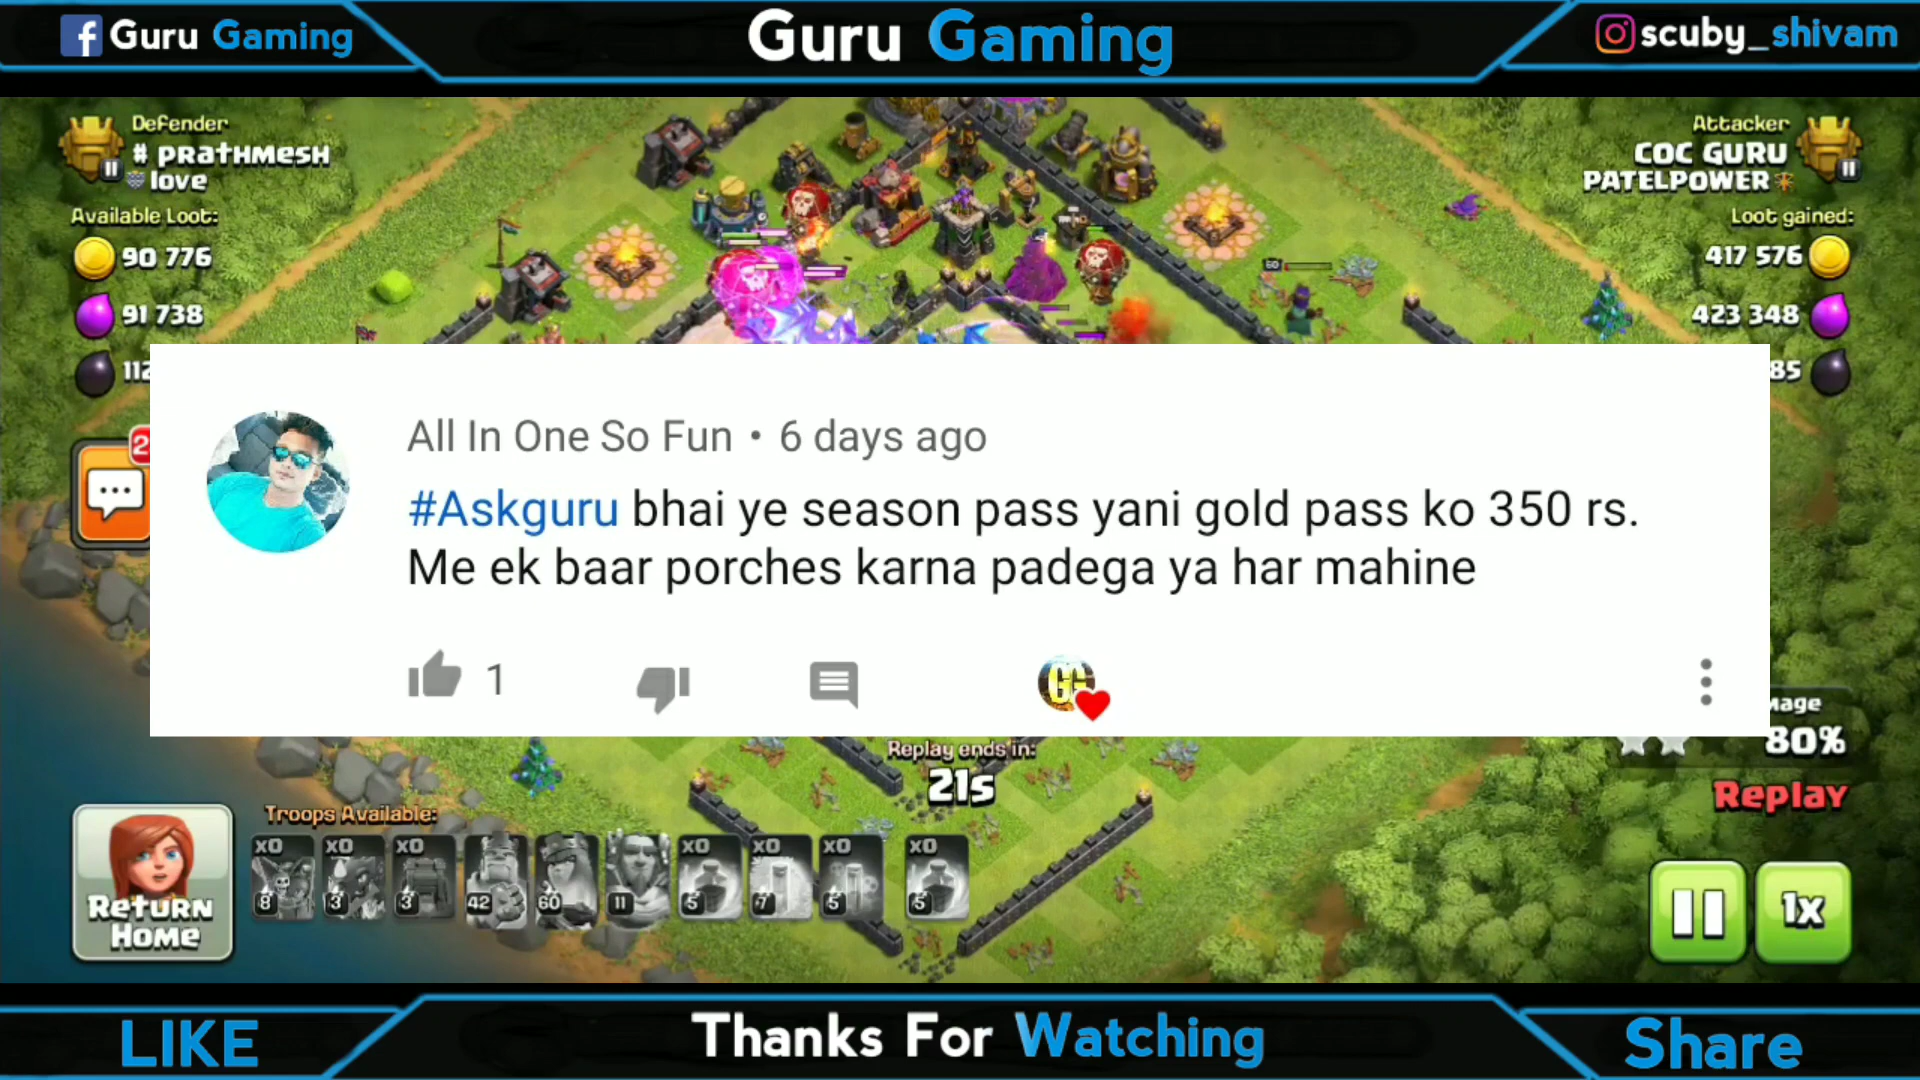 Guru Gaming
Guru Gaming
scuby_shivam
Defender
# PRATHMESH
love
Available Loot:
90 776
91 738
112
Attacker
COC GURU
PATELPOWER
Loot gained:
417 576
423 348
85
2
All In One So Fun • 6 days ago
#Askguru bhai ye season pass yani gold pass ko 350 rs.
Me ek baar porches karna padega ya har mahine
1
GG
80%
Replay
Replay ends in:
21s
Troops Available:
x0 x0 x0 x0 x0 x0 x0
8 3 3 42 60 11 5 7 5 5
Return
Home
1x
LIKE
Thanks For Watching
Share